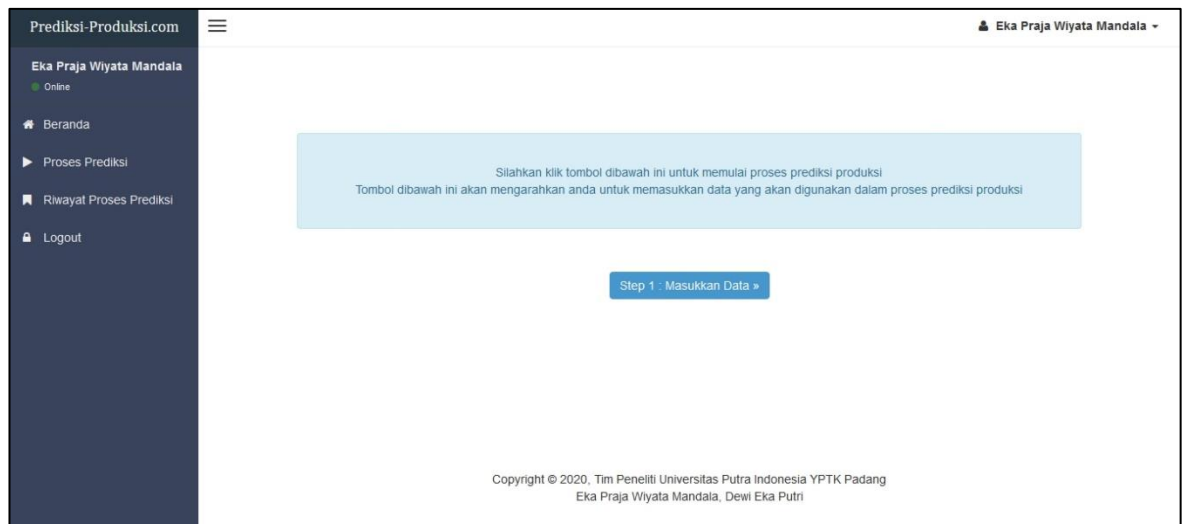 Prediksi-Produksi.com
Eka Praja Wiyata Mandala
Eka Praja Wiyata Mandala
Online
Beranda
Proses Prediksi
Riwayat Proses Prediksi
Logout
Silahkan klik tombol dibawah ini untuk memulai proses prediksi produksi
Tombol dibawah ini akan mengarahkan anda untuk memasukkan data yang akan digunakan dalam proses prediksi produksi
Step 1 : Masukkan Data »
Copyright © 2020, Tim Peneliti Universitas Putra Indonesia YPTK Padang
Eka Praja Wiyata Mandala, Dewi Eka Putri